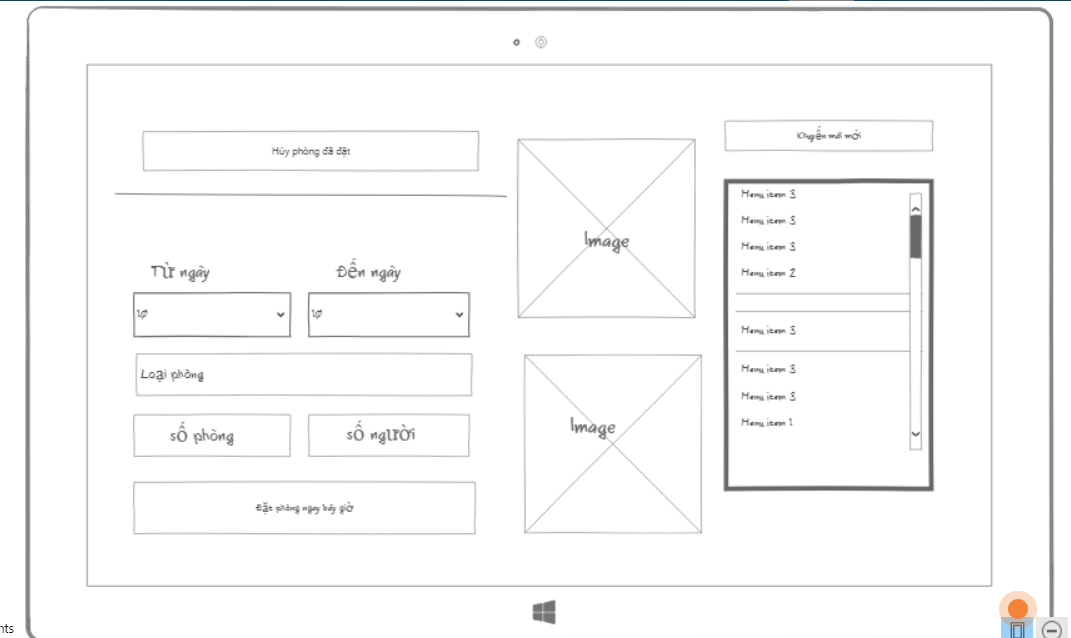 Hủy phòng đã đặt
Từ ngày
Đến ngày
10
10
Loại phòng
số phòng
số người
Đặt phòng ngay bây giờ
Image
Image
Khuyến mãi mới
Menu item 3
Menu item 3
Menu item 3
Menu item 2
Menu item 3
Menu item 3
Menu item 3
Menu item 1
nts